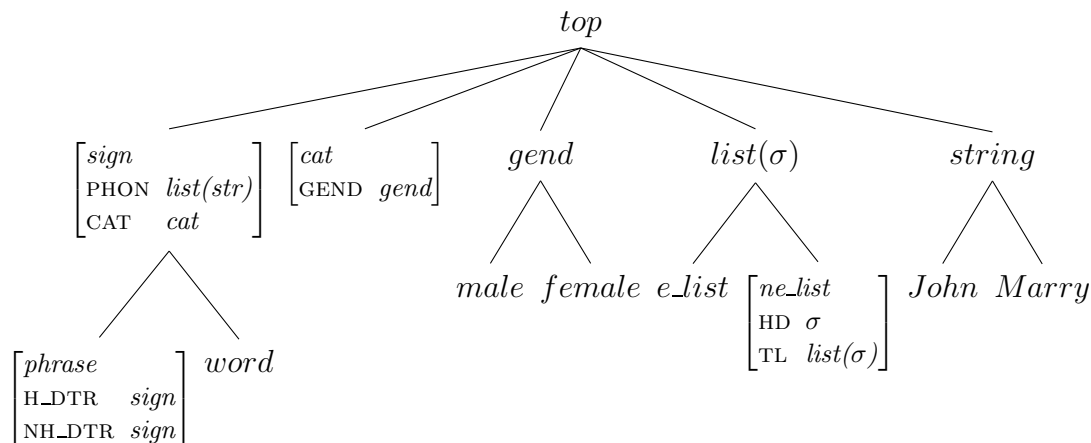 top
sign
PHON list(str)
CAT cat
cat
GEND gend
gend
list(σ)
string
phrase
H_DTR sign
NH_DTR sign
word
male
female
e_list
ne_list
HD σ
TL list(σ)
John
Marry